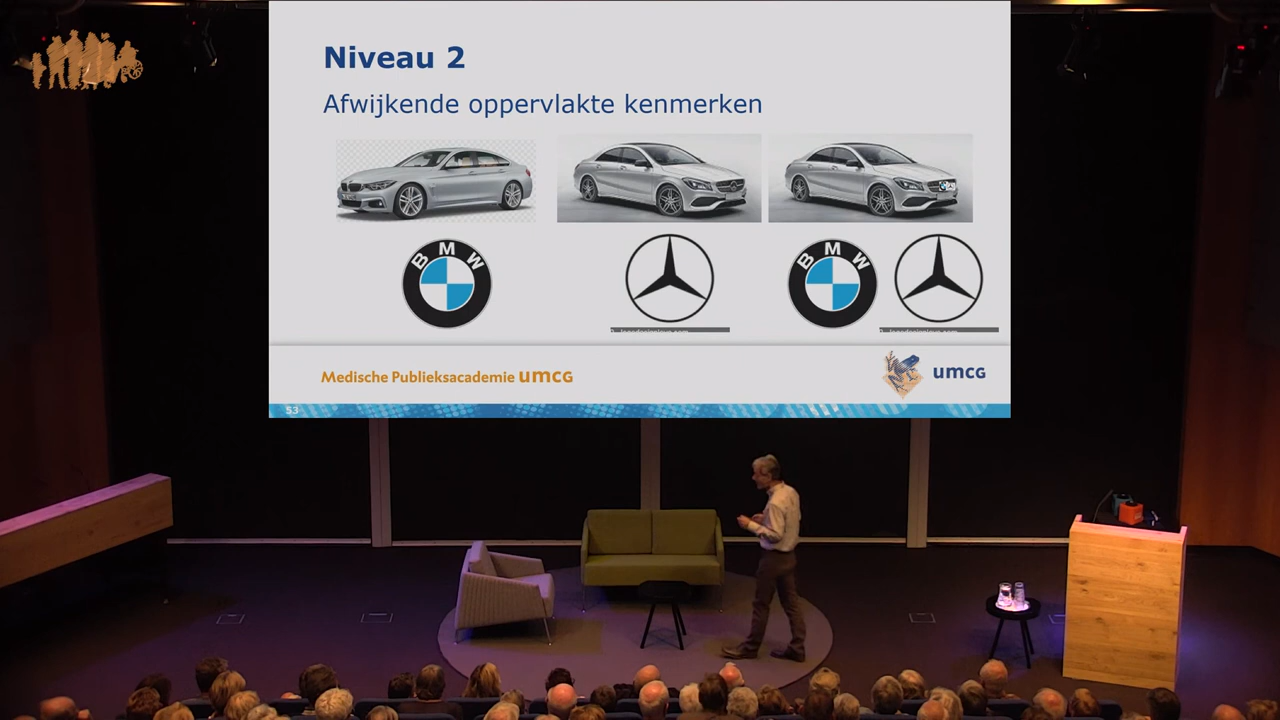 Niveau 2
Afwijkende oppervlakte kenmerken
BMW
BMW
Medische Publieksacademie umcg
umcg
53